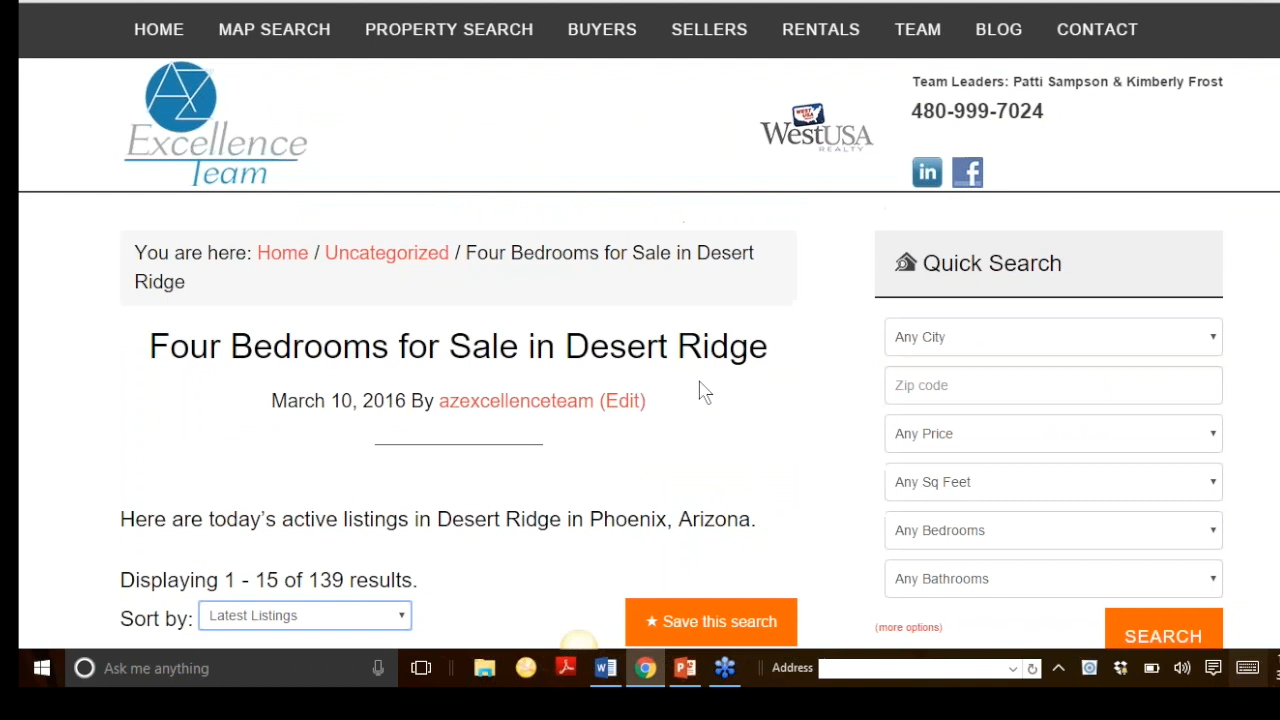 HOME MAP SEARCH PROPERTY SEARCH BUYERS SELLERS RENTALS TEAM BLOG CONTACT
AZ
Excellence
Team
WEST USA
WestUSA
REALTY
Team Leaders: Patti Sampson & Kimberly Frost
480-999-7024
in f
You are here: Home / Uncategorized / Four Bedrooms for Sale in Desert
Ridge
Four Bedrooms for Sale in Desert Ridge
March 10, 2016 By azexcellenceteam (Edit)
Here are today's active listings in Desert Ridge in Phoenix, Arizona.
Displaying 1 - 15 of 139 results.
Sort by: Latest Listings
★ Save this search
Quick Search
Any City
Zip code
Any Price
Any Sq Feet
Any Bedrooms
Any Bathrooms
(more options)
SEARCH
Ask me anything
Address